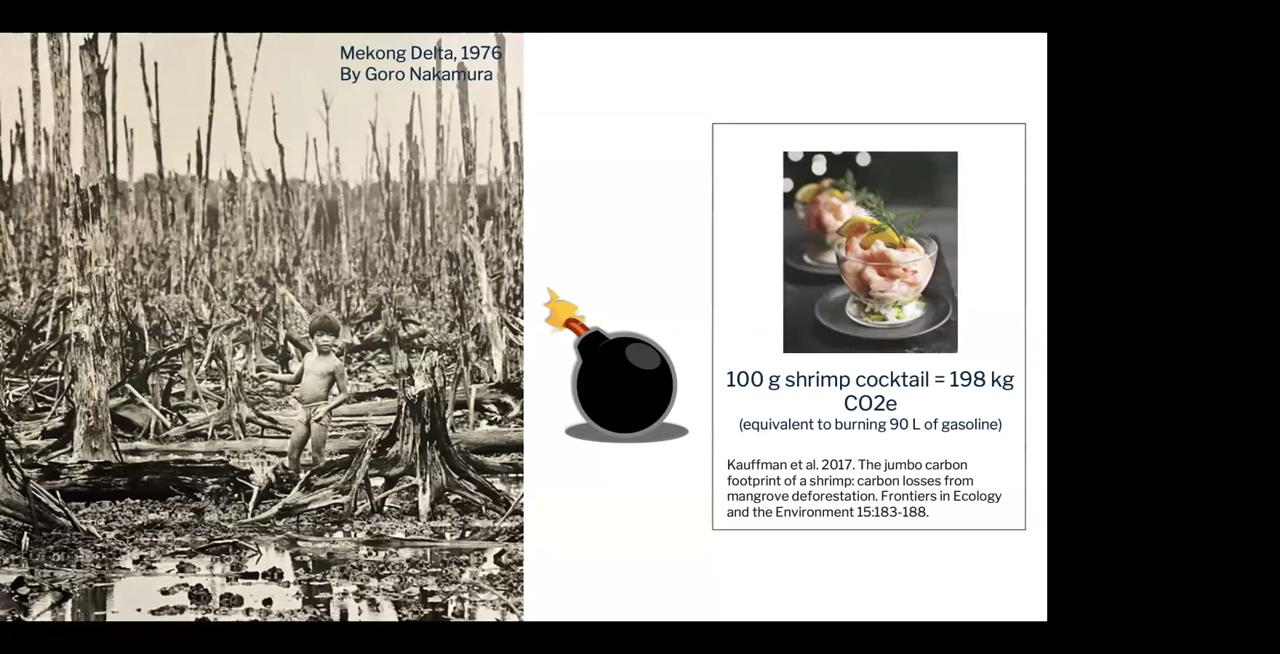 Mekong Delta, 1976
By Goro Nakamura
100 g shrimp cocktail = 198 kg
CO2e
(equivalent to burning 90 L of gasoline)
Kauffman et al. 2017. The jumbo carbon
footprint of a shrimp: carbon losses from
mangrove deforestation. Frontiers in Ecology
and the Environment 15:183-188.